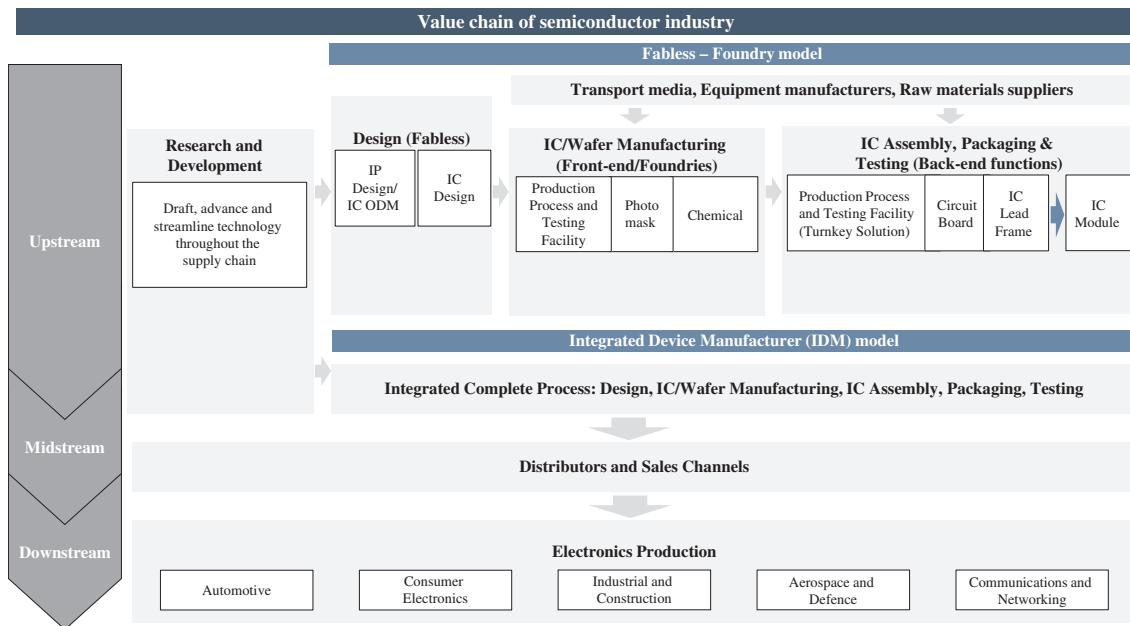 Value chain of semiconductor industry
Fabless – Foundry model
Transport media, Equipment manufacturers, Raw materials suppliers
Upstream
Research and
Development
Draft, advance and
streamline technology
throughout the
supply chain
Design (Fabless)
IP
Design/
IC ODM
IC
Design
IC/Wafer Manufacturing
(Front-end/Foundries)
Production
Process and
Testing
Facility
Photo
mask
Chemical
IC Assembly, Packaging &
Testing (Back-end functions)
Production Process
and Testing Facility
(Turnkey Solution)
Circuit
Board
IC
Lead
Frame
IC
Module
Integrated Device Manufacturer (IDM) model
Integrated Complete Process: Design, IC/Wafer Manufacturing, IC Assembly, Packaging, Testing
Midstream
Distributors and Sales Channels
Downstream
Electronics Production
Automotive
Consumer
Electronics
Industrial and
Construction
Aerospace and
Defence
Communications and
Networking